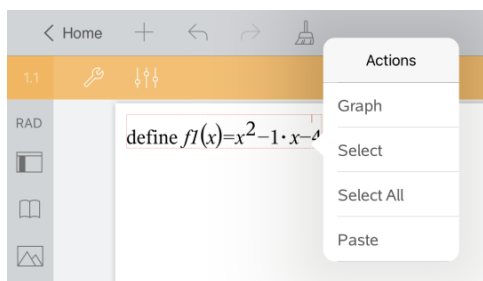 Home
Actions
1.1
Graph
RAD
define f1(x)=x²−1·x−4
Select
Select All
Paste